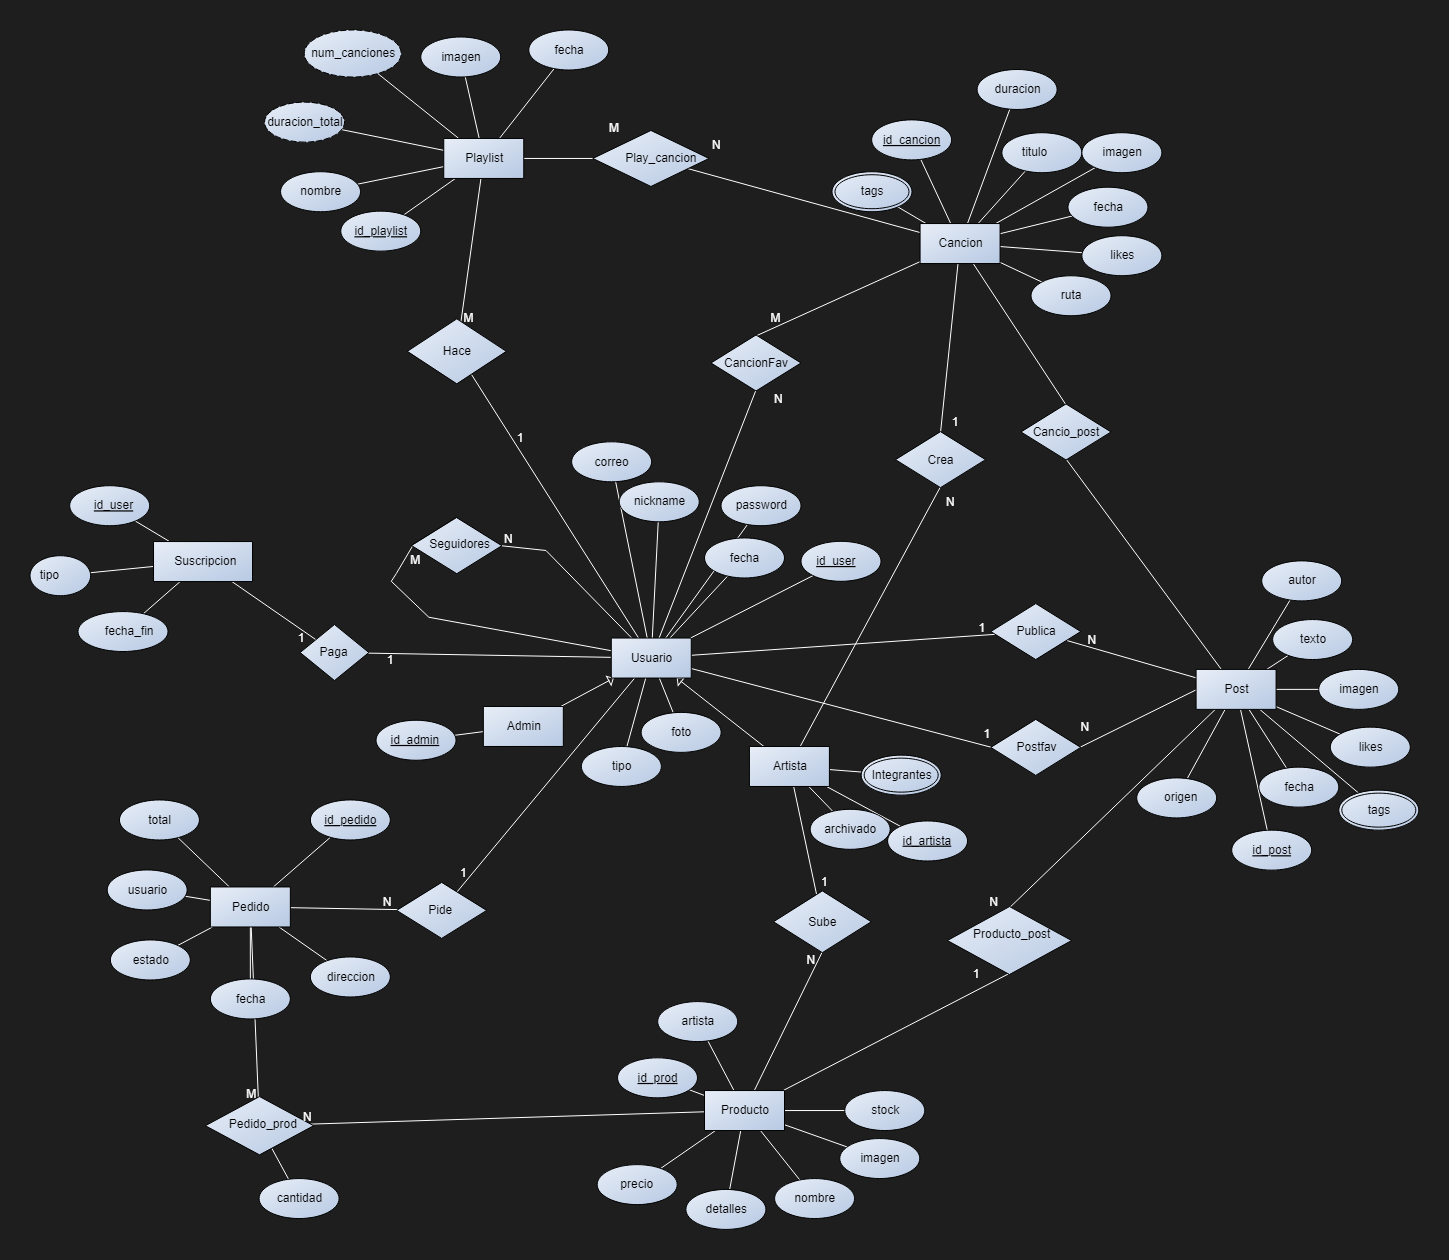 num_canciones
imagen
fecha
duracion_total
nombre
id_playlist
Playlist
M
Play_cancion
N
duracion
id_cancion
titulo
imagen
tags
fecha
likes
ruta
Cancion
M
Hace
1
M
CancionFav
N
1
Crea
N
Cancio_post
correo
nickname
password
fecha
id_user
id_user
Suscripcion
tipo
fecha_fin
Seguidores
N
M
1
Paga
1
Usuario
1
Publica
N
autor
texto
Post
imagen
likes
1
Postfav
N
origen
fecha
tags
id_post
Admin
id_admin
tipo
foto
Artista
Integrantes
archivado
id_artista
total
id_pedido
usuario
Pedido
estado
fecha
direccion
N
Pide
1
1
Sube
N
N
Producto_post
1
artista
id_prod
Producto
stock
imagen
precio
detalles
nombre
M
Pedido_prod
N
cantidad